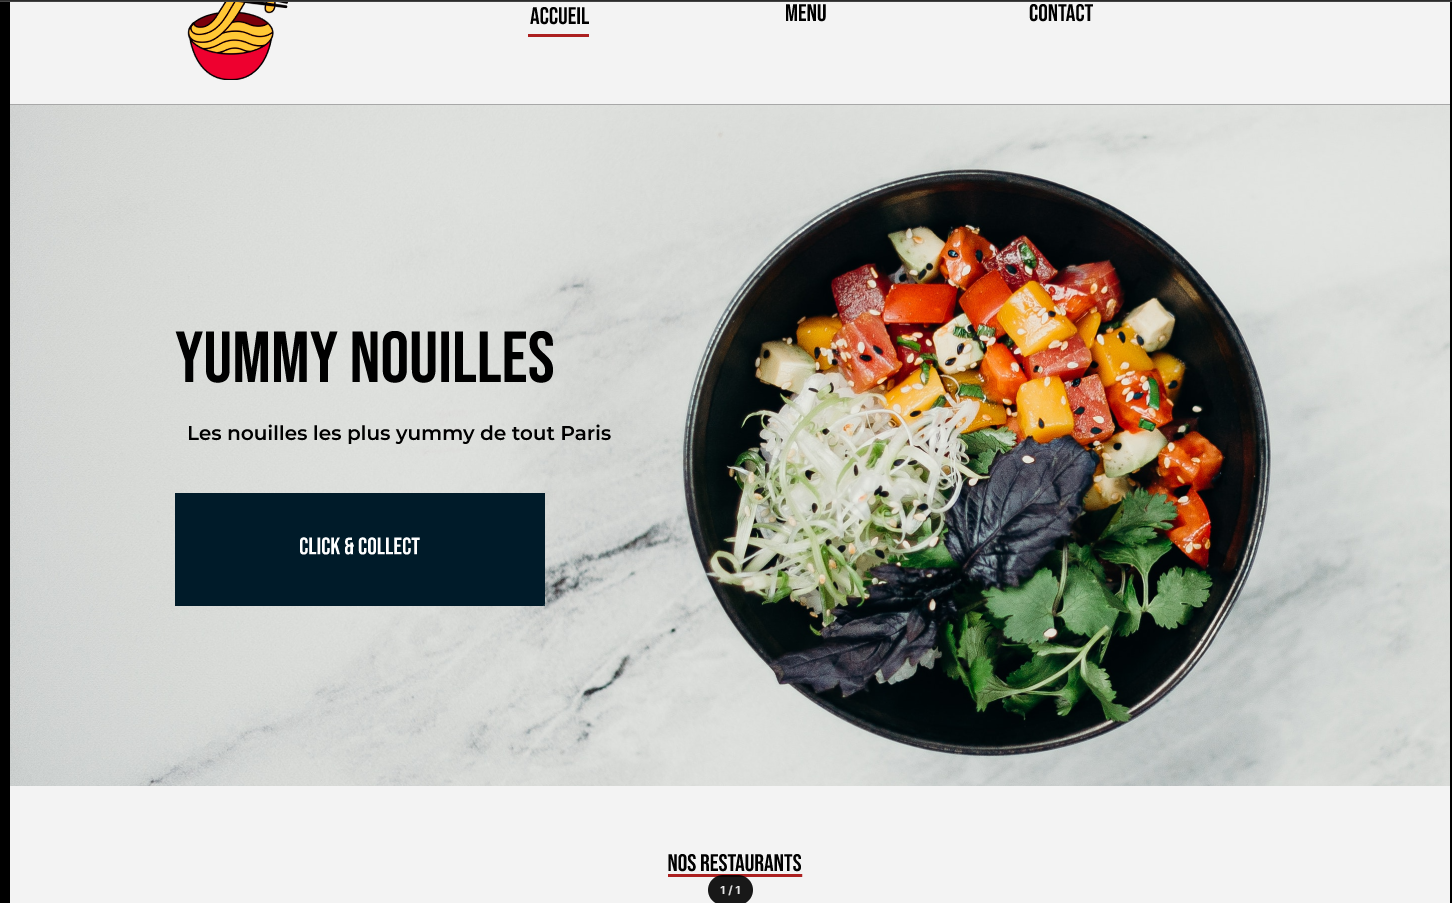 ACCUEIL
MENU
CONTACT
YUMMY NOUILLES
Les nouilles les plus yummy de tout Paris
CLICK & COLLECT
NOS RESTAURANTS
1 / 1